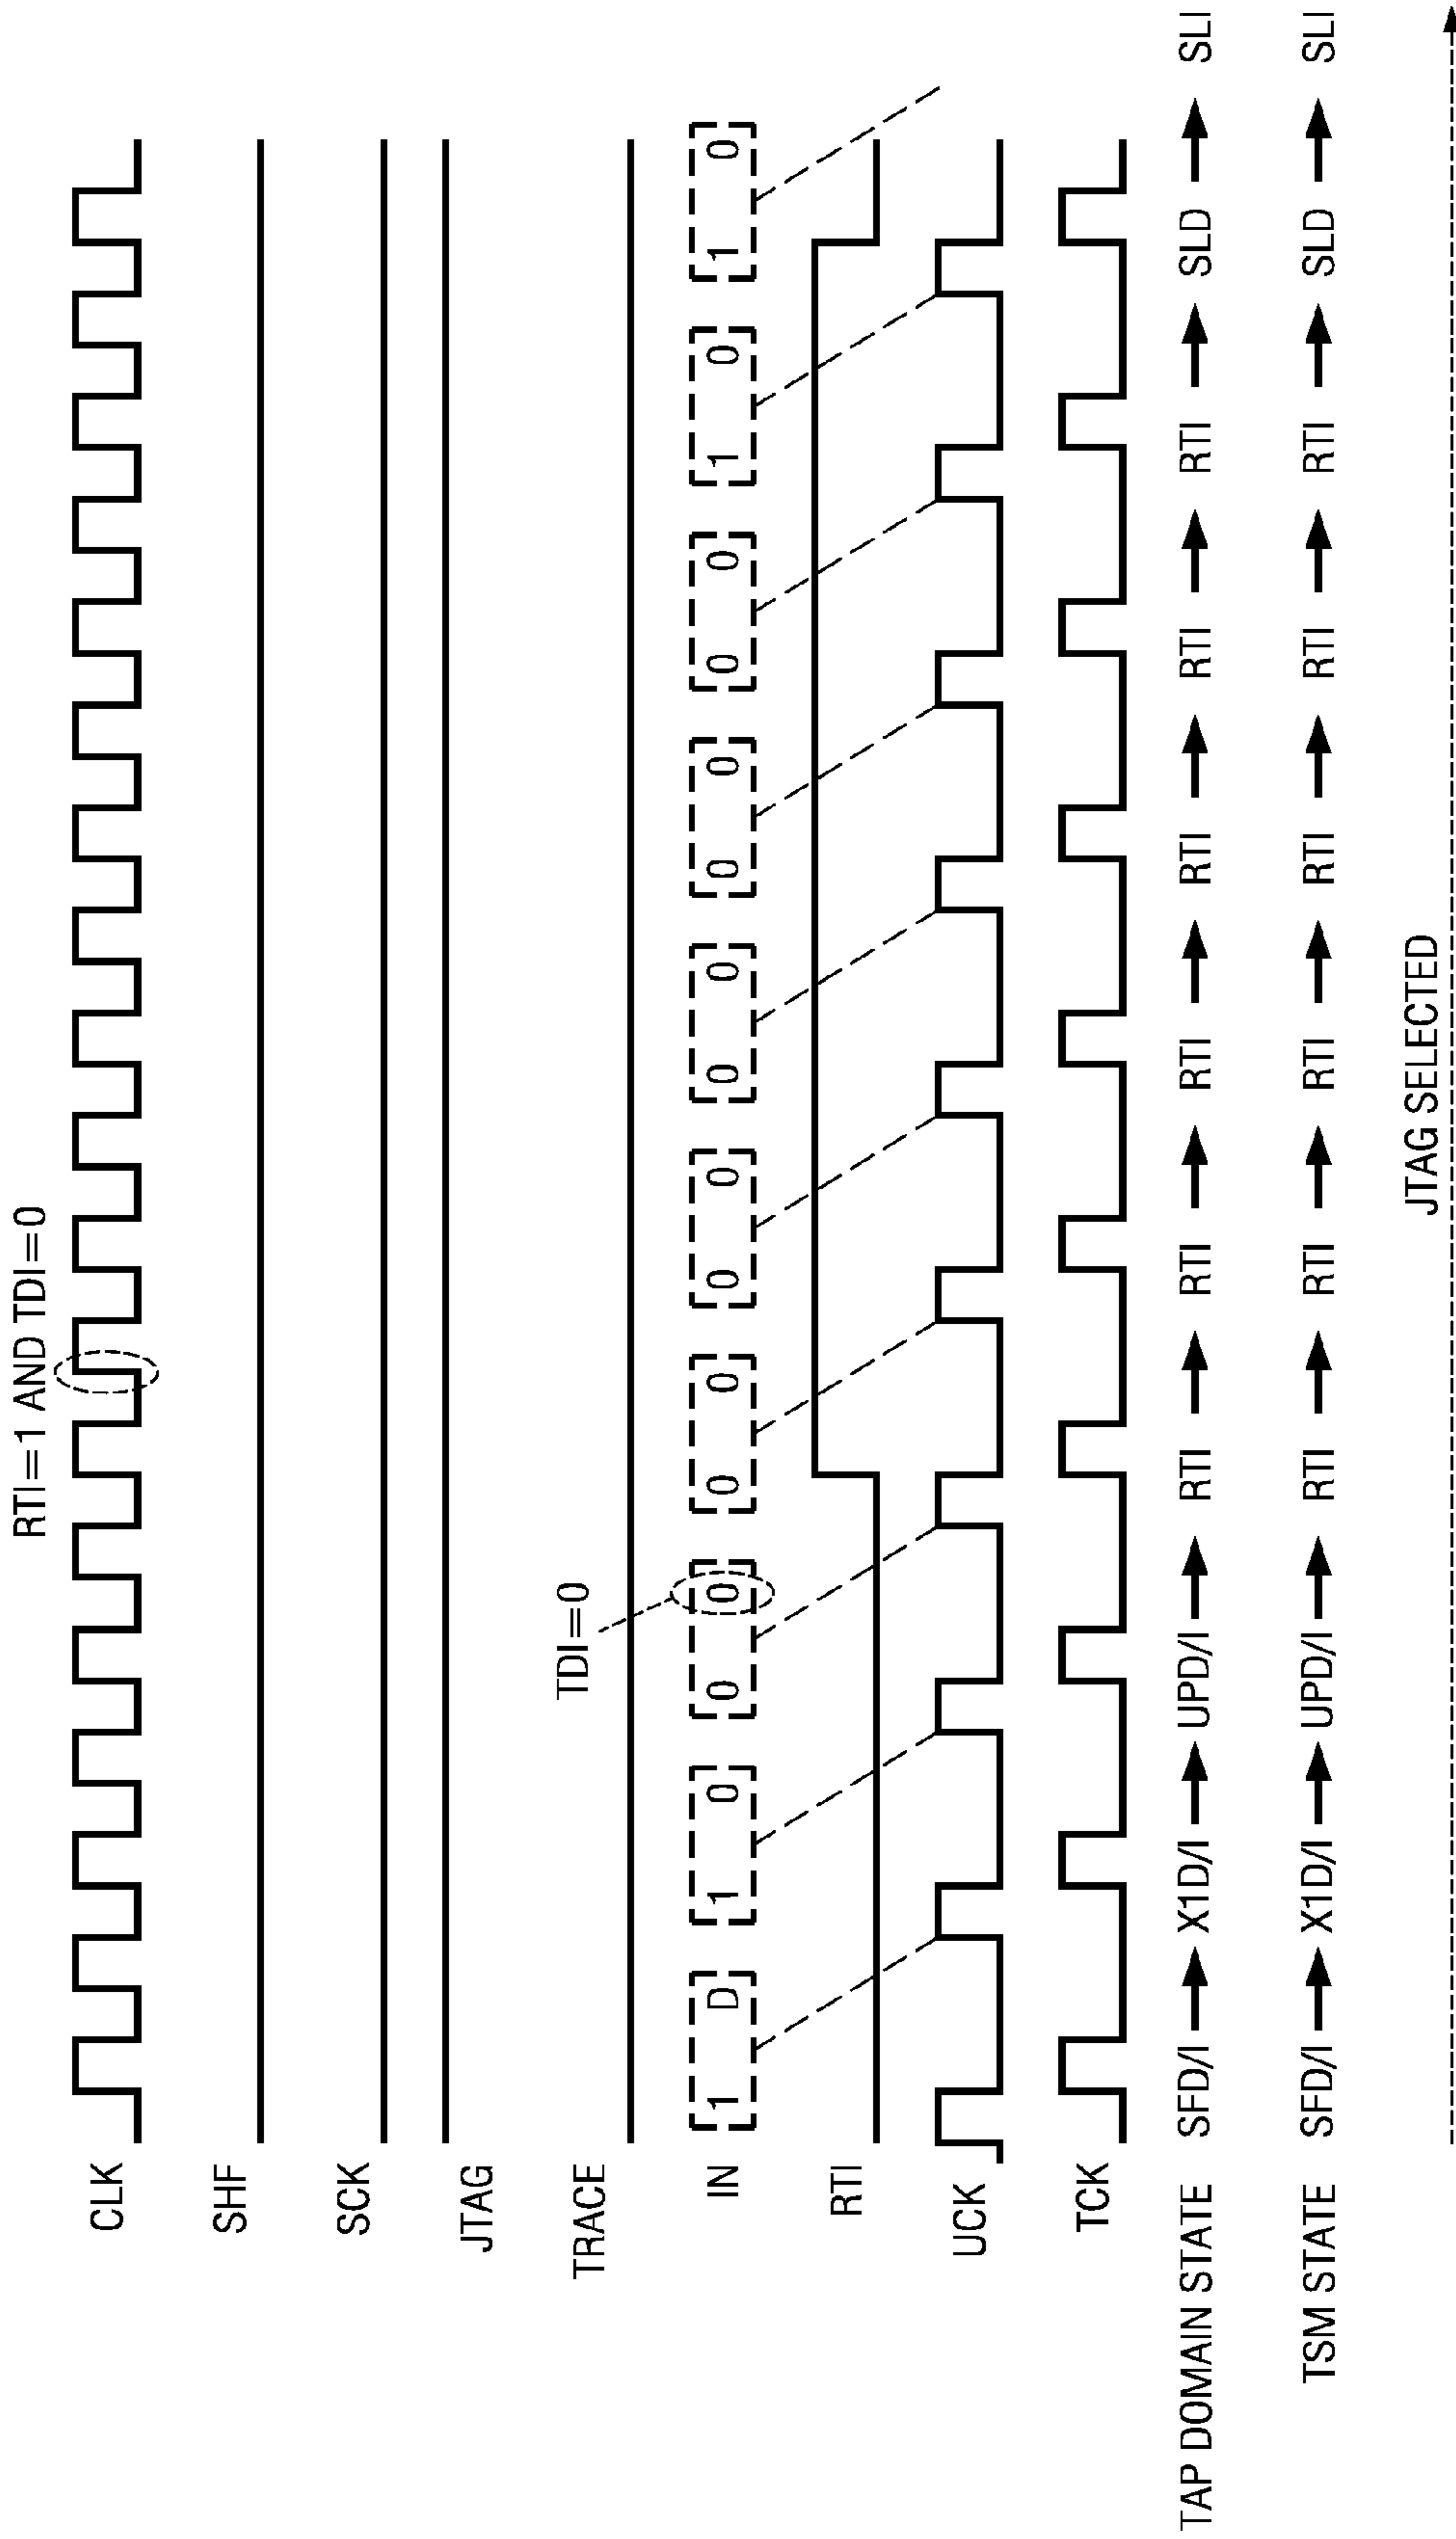 RTI=1 AND TDI=0
CLK
SHF
SCK
JTAG
TRACE
TDI=0
IN 1 D 1 0 0 0 0 0 0 0 0 0 0 0 0 0 1 0 1 0
RTI
UCK
TCK
TAP DOMAIN STATE SFD/I X1D/I UPD/I RTI RTI RTI RTI RTI RTI SLD SLI
TSM STATE SFD/I X1D/I UPD/I RTI RTI RTI RTI RTI RTI SLD SLI
JTAG SELECTED